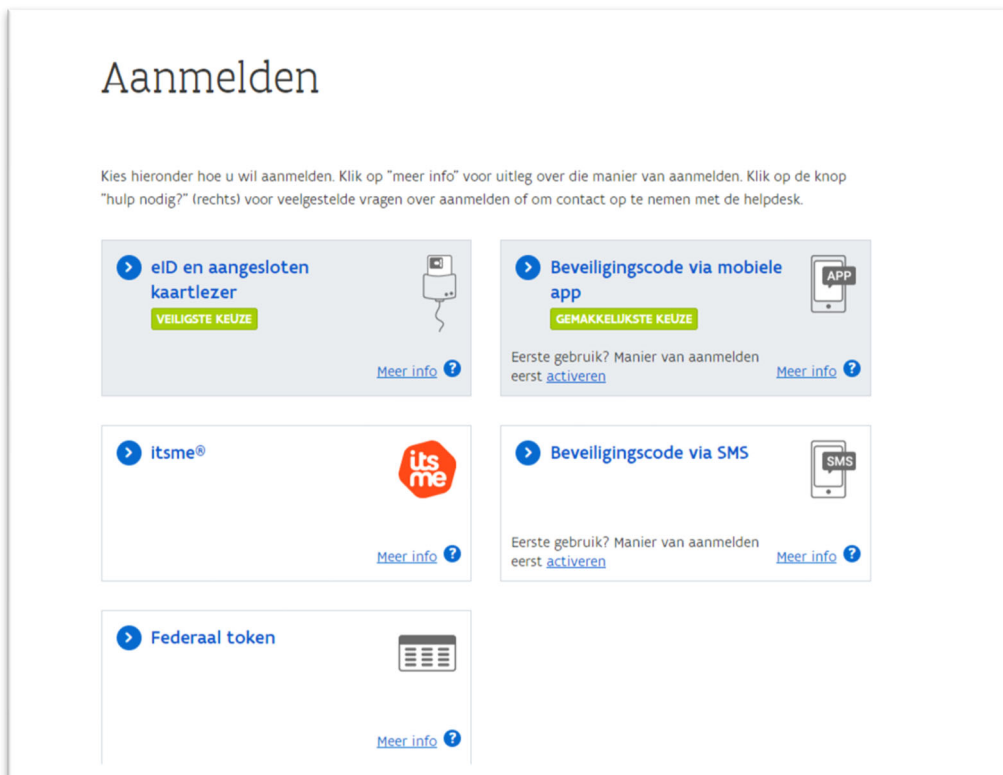 Aanmelden
Kies hieronder hoe u wil aanmelden. Klik op "meer info" voor uitleg over die manier van aanmelden. Klik op de knop
"hulp nodig?" (rechts) voor veelgestelde vragen over aanmelden of om contact op te nemen met de helpdesk.
eID en aangesloten
kaartlezer
VEILIGSTE KEUZE
Meer info ?
Beveiligingscode via mobiele
app
GEMAKKELIJKSTE KEUZE
APP
Eerste gebruik? Manier van aanmelden
eerst activeren
Meer info ?
itsme®
its
me
Meer info ?
Beveiligingscode via SMS
SMS
Eerste gebruik? Manier van aanmelden
eerst activeren
Meer info ?
Federaal token
Meer info ?